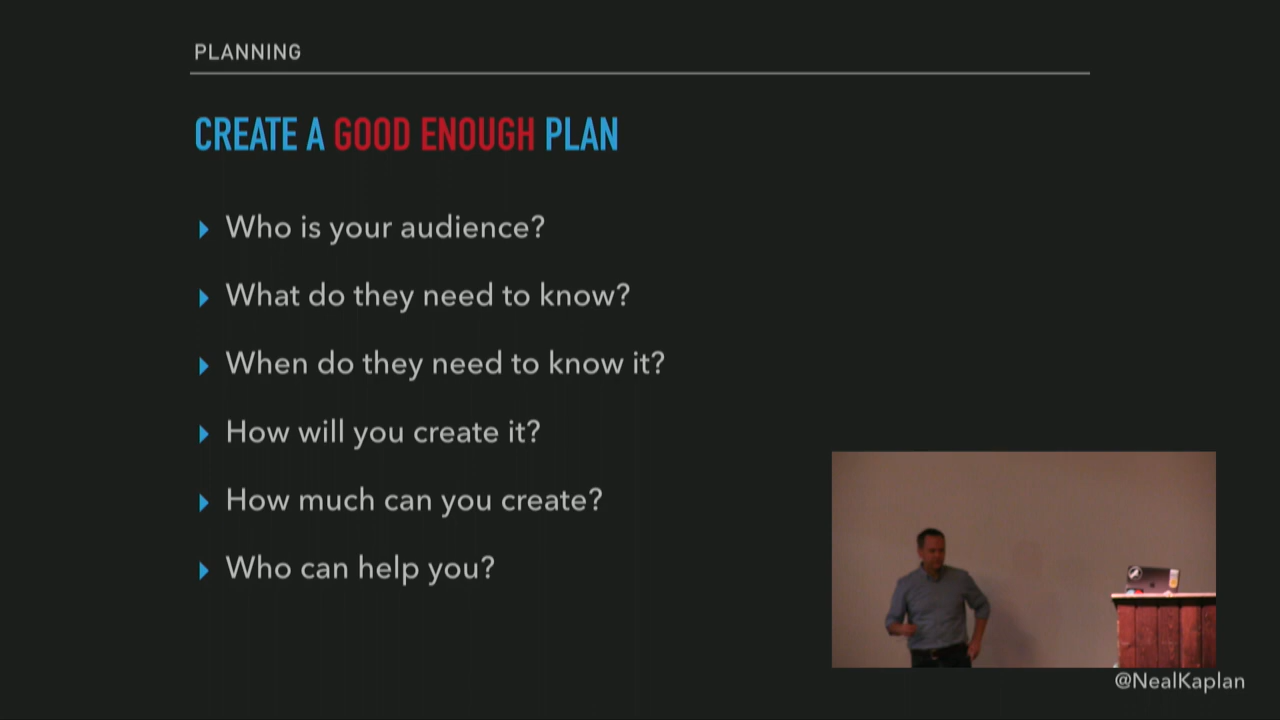 PLANNING
CREATE A GOOD ENOUGH PLAN
Who is your audience?
What do they need to know?
When do they need to know it?
How will you create it?
How much can you create?
Who can help you?
@NealKaplan